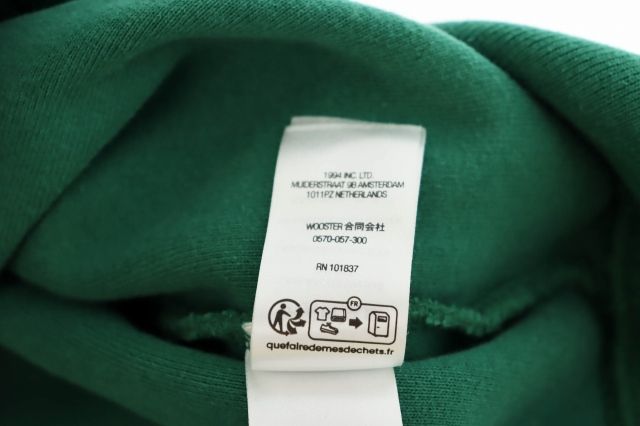 1994 INC. LTD.
MUIDERSTRAAT 9B AMSTERDAM
1011PZ NETHERLANDS
WOOSTER 合同会社
0570-057-300
RN 101837
FR
quefairedemesdechets.fr